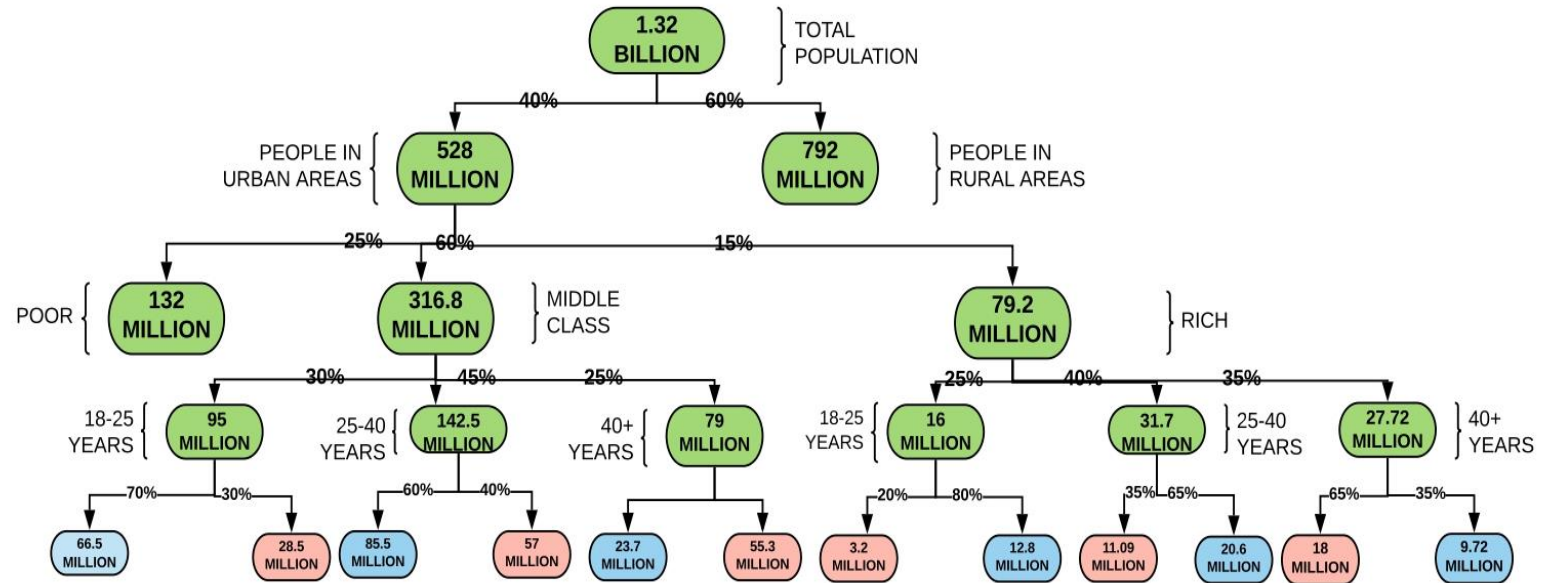 1.32
BILLION
TOTAL
POPULATION
40%
60%
PEOPLE IN
URBAN AREAS
528
MILLION
792
MILLION
PEOPLE IN
RURAL AREAS
25%
60%
15%
POOR
132
MILLION
316.8
MILLION
MIDDLE
CLASS
79.2
MILLION
RICH
30%
45%
25%
25%
40%
35%
18-25
YEARS
95
MILLION
25-40
YEARS
142.5
MILLION
40+
YEARS
79
MILLION
18-25
YEARS
16
MILLION
31.7
MILLION
25-40
YEARS
27.72
MILLION
40+
YEARS
70%
30%
60%
40%
20%
80%
35%
65%
65%
35%
66.5
MILLION
28.5
MILLION
85.5
MILLION
57
MILLION
23.7
MILLION
55.3
MILLION
3.2
MILLION
12.8
MILLION
11.09
MILLION
20.6
MILLION
18
MILLION
9.72
MILLION